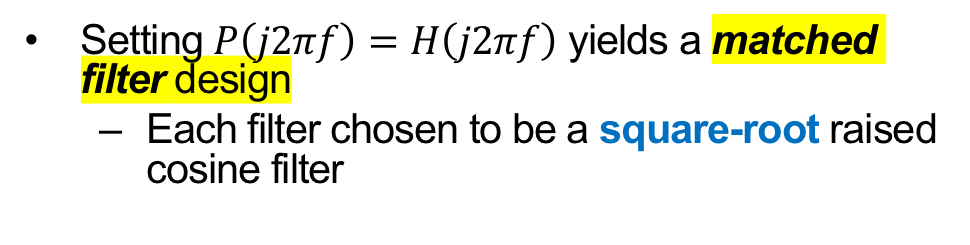 • Setting 𝑃(𝑗2𝜋𝑓) = 𝐻(𝑗2𝜋𝑓) yields a matched
filter design
– Each filter chosen to be a square-root raised
cosine filter